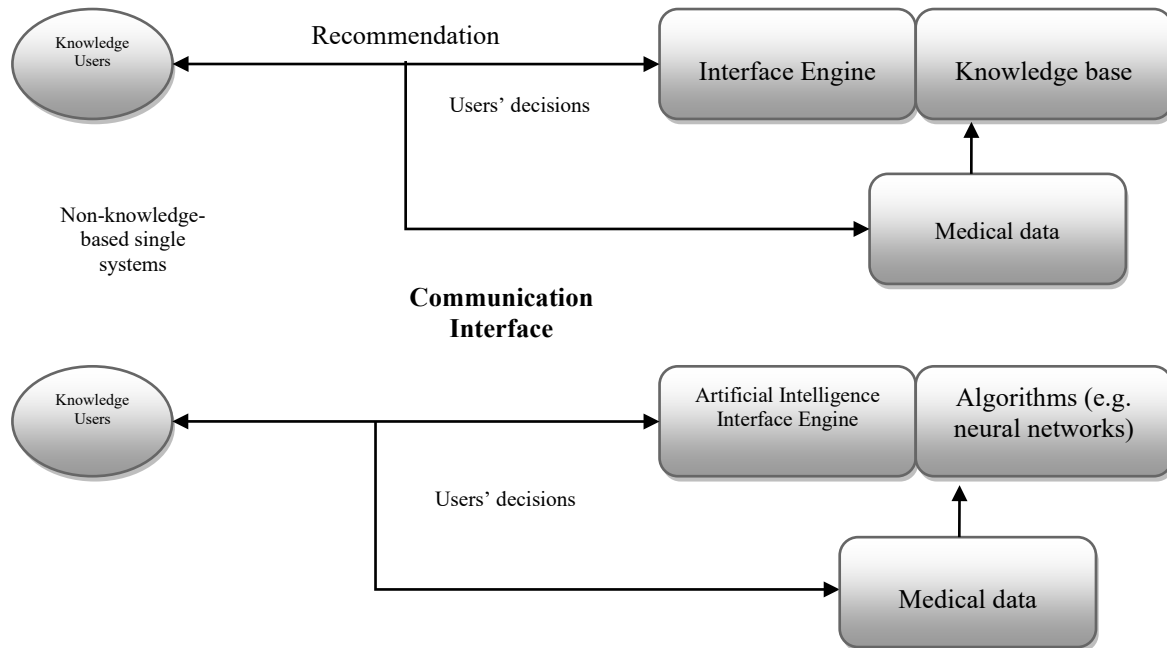 Knowledge
Users
Recommendation
Interface Engine
Knowledge base
Users’ decisions
Medical data
Non-knowledge-
based single
systems
Communication
Interface
Knowledge
Users
Artificial Intelligence
Interface Engine
Algorithms (e.g.
neural networks)
Users’ decisions
Medical data